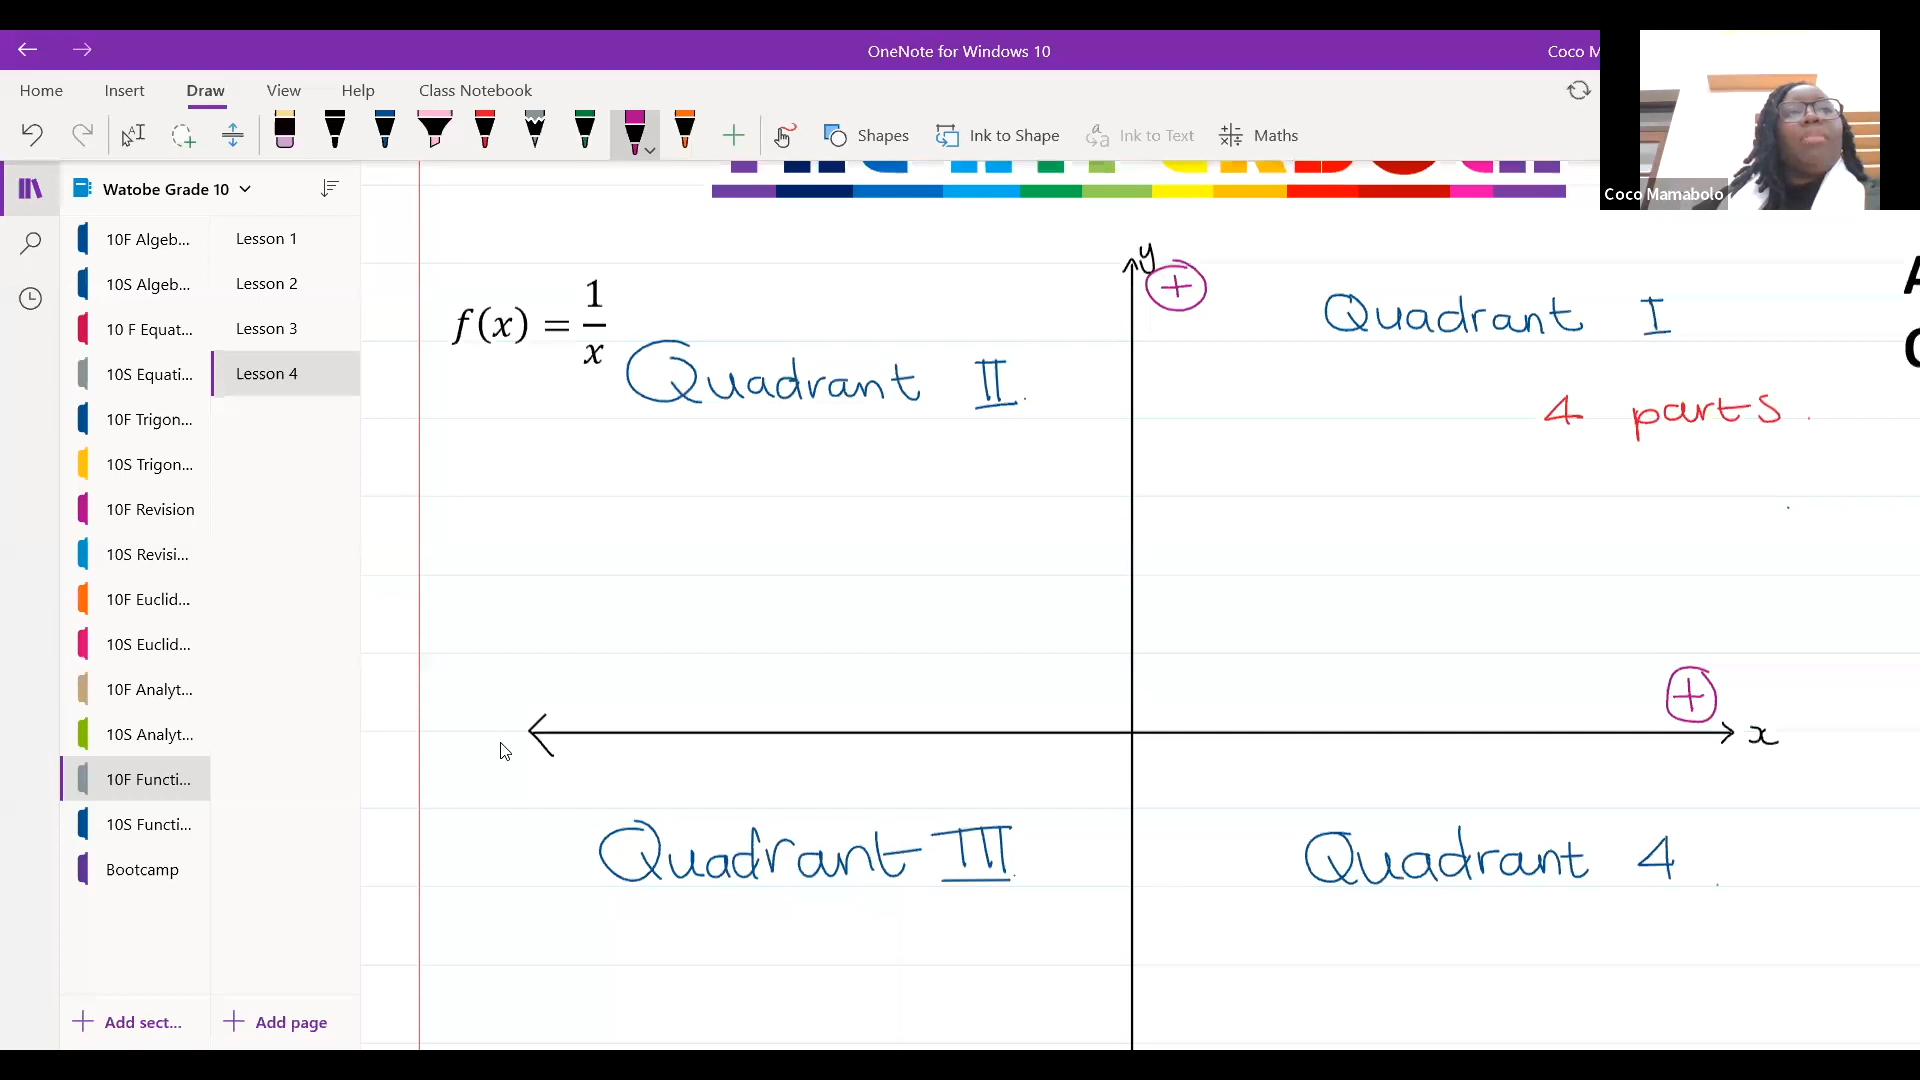 OneNote for Windows 10
Coco M
Home Insert Draw View Help Class Notebook
Shapes Ink to Shape Ink to Text Maths
Coco Mamabolo
Watobe Grade 10
10F Algeb...
10S Algeb...
10 F Equat...
10S Equati...
10F Trigon...
10S Trigon...
10F Revision
10S Revisi...
10F Euclid...
10S Euclid...
10F Analyt...
10S Analyt...
10F Functi...
10S Functi...
Bootcamp
Add sect...
Lesson 1
Lesson 2
Lesson 3
Lesson 4
Add page
y
+
f(x) = 1/x
Quadrant I
Quadrant II.
4 parts.
+
x
Quadrant III.
Quadrant 4.